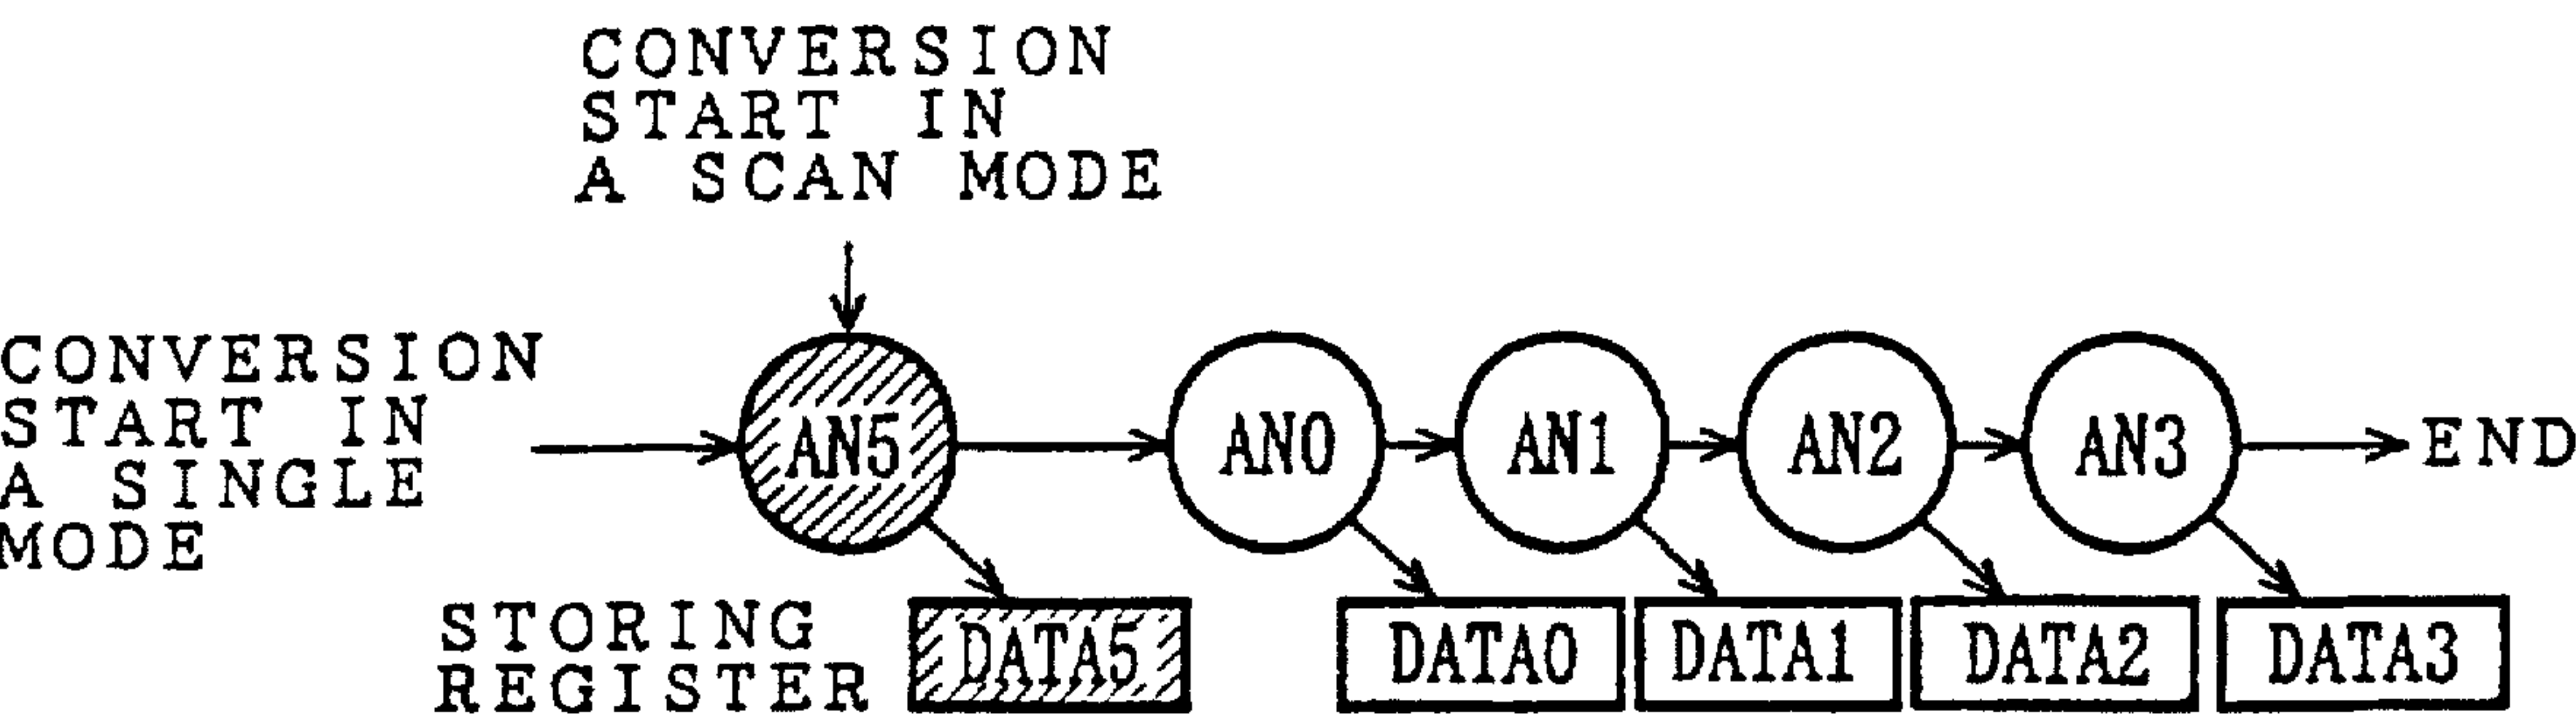 CONVERSION
START IN
A SCAN MODE
CONVERSION
START IN
A SINGLE
MODE
AN5
AN0
AN1
AN2
AN3
END
STORING
REGISTER
DATA5
DATA0
DATA1
DATA2
DATA3